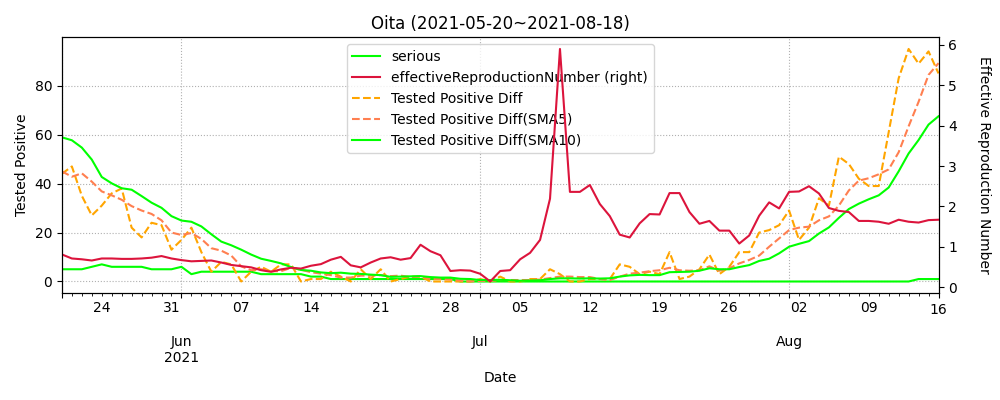 Oita (2021-05-20~2021-08-18)
serious
effectiveReproductionNumber (right)
Tested Positive Diff
Tested Positive Diff(SMA5)
Tested Positive Diff(SMA10)
Tested Positive
80
60
40
20
0
6
5
4
3
2
1
0
Effective Reproduction Number
24 31 07 14 21 28 05 12 19 26 02 09 16
Jun Jul Aug
2021
Date